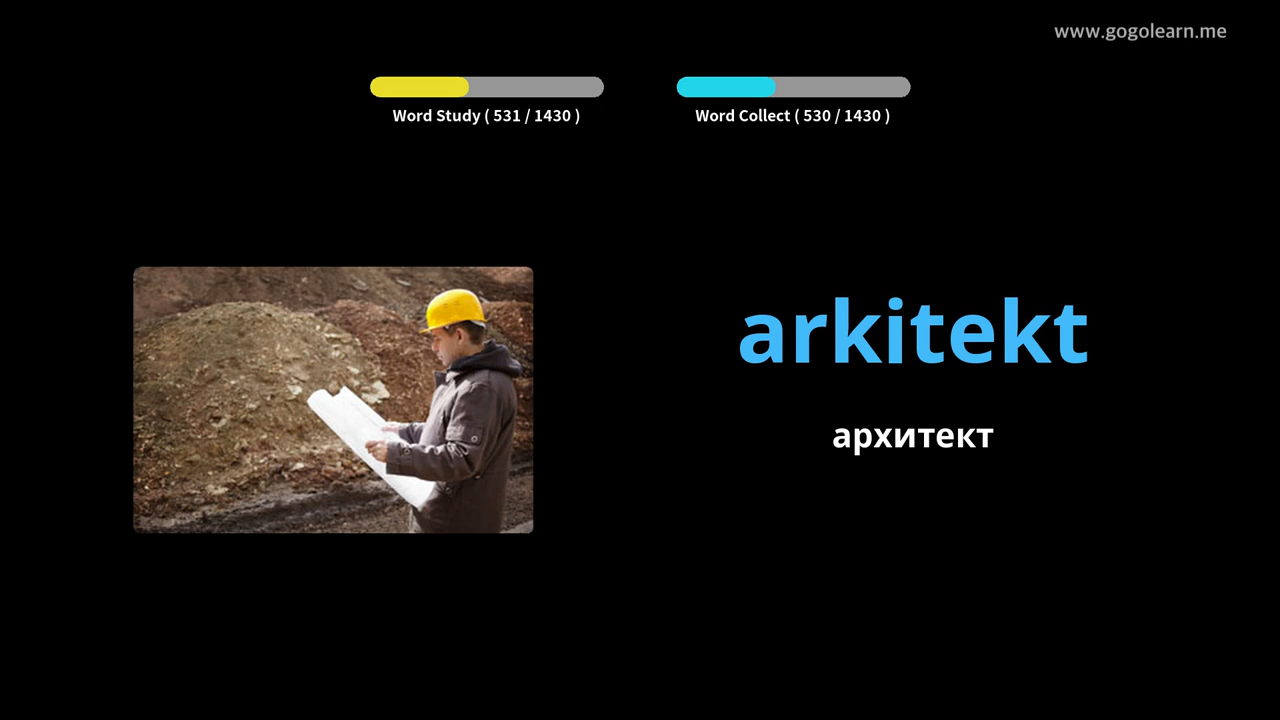 www.gogolearn.me
Word Study ( 531 / 1430 )
Word Collect ( 530 / 1430 )
arkitekt
архитект